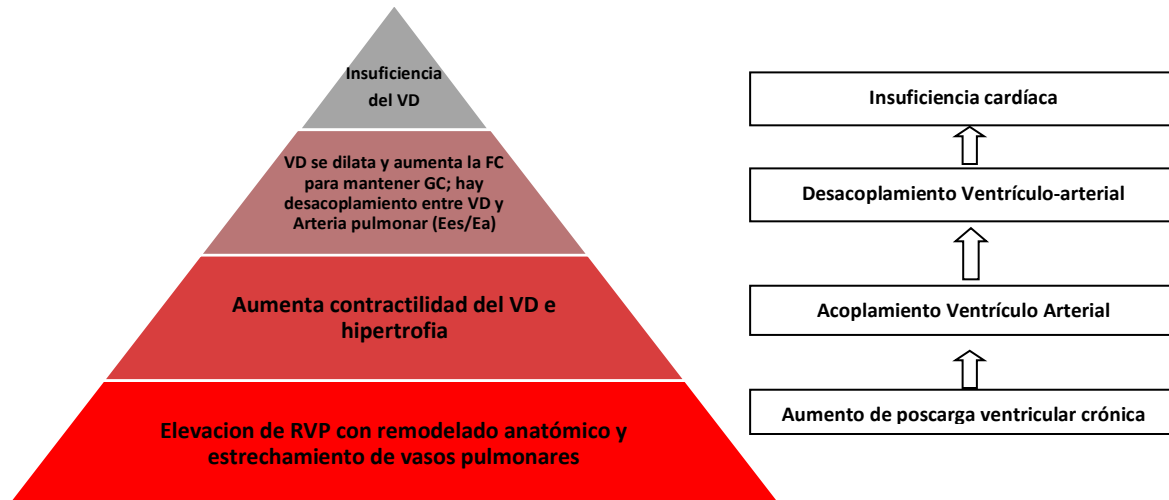 Insuficiencia
del VD
VD se dilata y aumenta la FC
para mantener GC; hay
desacoplamiento entre VD y
Arteria pulmonar (Ees/Ea)
Aumenta contractilidad del VD e
hipertrofia
Elevacion de RVP con remodelado anatómico y
estrechamiento de vasos pulmonares
Insuficiencia cardíaca
Desacoplamiento Ventrículo-arterial
Acoplamiento Ventrículo Arterial
Aumento de poscarga ventricular crónica